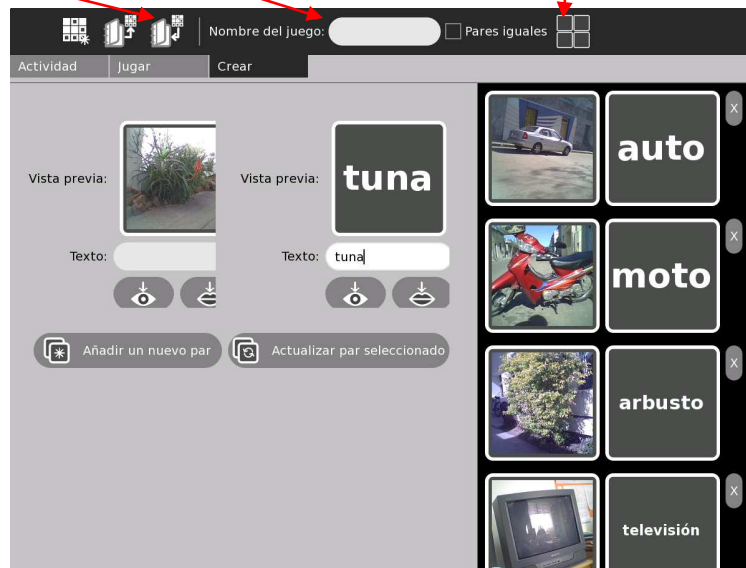 Nombre del juego: Pares iguales
Actividad Jugar Crear
Vista previa: Vista previa: tuna
Texto: Texto: tuna
Añadir un nuevo par Actualizar par seleccionado
auto X
moto X
arbusto X
televisión X